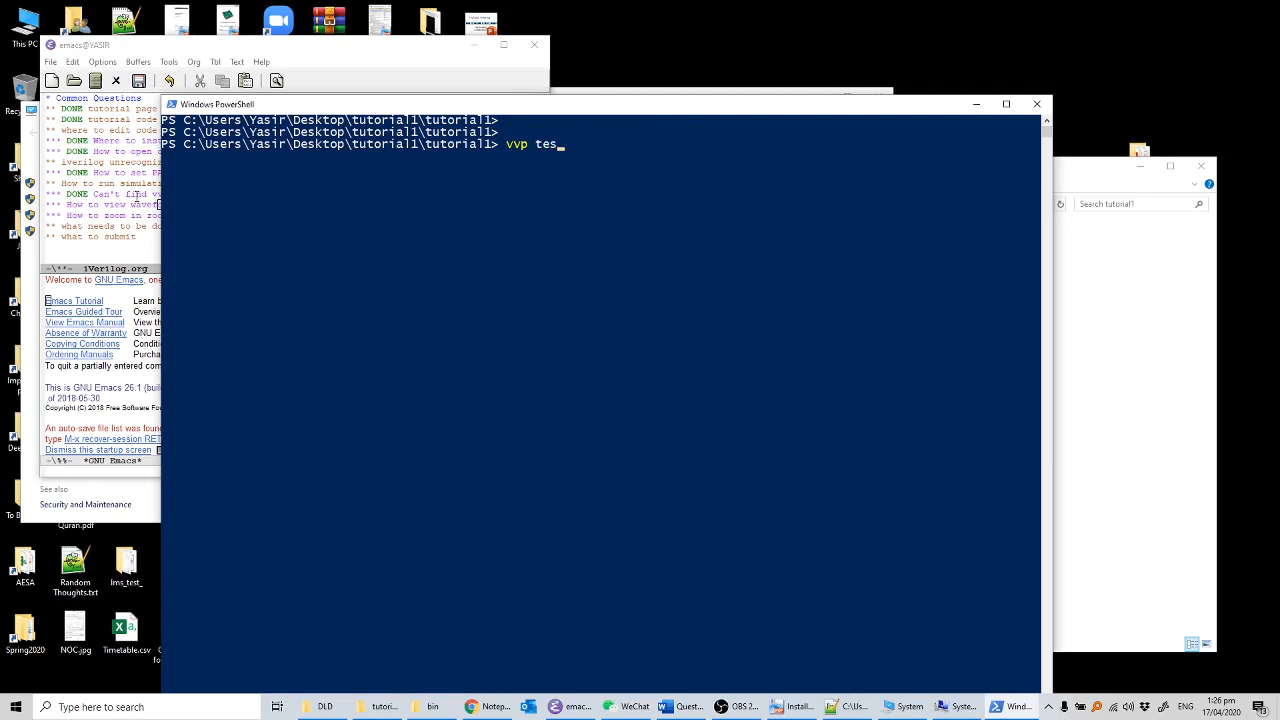 This PC
emacs@YASIR
File Edit Options Buffers Tools Org Tbl Text Help
* Common Questions
** DONE tutorial page
** DONE tutorial code
** where to edit code
*** DONE Where to
*** DONE How to open
** iverilog
*** DONE How to set
** How to run
*** DONE Can't find
*** How to view
*** How to zoom in
** what needs to be
** what to submit
-\**- iVerilog.org
Welcome to GNU Emacs,
Emacs Tutorial Learn
Emacs Guided Tour
View Emacs Manual View
Absence of Warranty GNU
Copying Conditions
Ordering Manuals
To quit a partially entered
This is GNU Emacs 26.1
of 2018-05-30
Copyright (C) 2018 Free Software
An auto-save file list was
type M-x recover-session RET
Dismiss this startup screen
-\%%- *GNU Emacs*
See also
Security and Maintenance
Quran.pdf
Windows PowerShell
PS C:\Users\Yasir\Desktop\tutorial1\tutorial1>
PS C:\Users\Yasir\Desktop\tutorial1\tutorial1>
PS C:\Users\Yasir\Desktop\tutorial1\tutorial1> vvp tes_
Search tutorial1
AESA
Random Thoughts.txt
lms_test_
Spring2020
NOC.jpg
Timetable.csv
Type here to search
DLD
tutori...
bin
Notep...
emac...
WeChat
Quest...
OBS 2...
Install...
C:\Us...
System
Syste...
Wind...
ENG
1:26 pm
17/04/2020